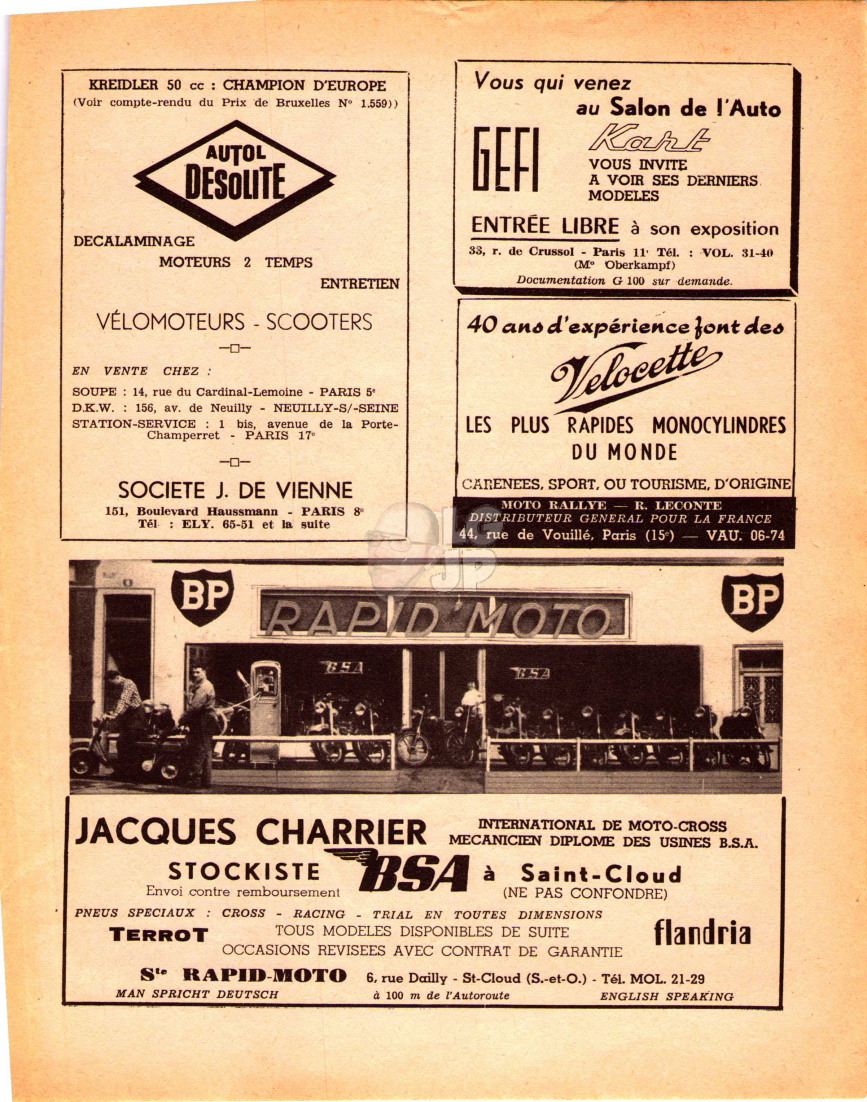 KREIDLER 50 cc : CHAMPION D'EUROPE
(Voir compte-rendu du Prix de Bruxelles Nº 1.559))
AUTOL
DESOLITE
DECALAMINAGE
MOTEURS 2 TEMPS
ENTRETIEN
VÉLOMOTEURS - SCOOTERS
EN VENTE CHEZ :
SOUPE : 14, rue du Cardinal-Lemoine - PARIS 5e
D.K.W. : 156, av. de Neuilly - NEUILLY-S/-SEINE
STATION-SERVICE : 1 bis, avenue de la Porte-
Champerret - PARIS 17e
SOCIETE J. DE VIENNE
151, Boulevard Haussmann - PARIS 8e
Tél : ELY. 65-51 et la suite
Vous qui venez
au Salon de l'Auto
GEFI Kart
VOUS INVITE
A VOIR SES DERNIERS
MODELES
ENTRÉE LIBRE à son exposition
33, r. de Crussol - Paris 11e Tél. : VOL. 31-40
(Mº Oberkampf)
Documentation G 100 sur demande.
40 ans d'expérience font des
Velocette
LES PLUS RAPIDES MONOCYLINDRES
DU MONDE
CARENEES, SPORT, OU TOURISME, D'ORIGINE
MOTO RALLYE — R. LECONTE
DISTRIBUTEUR GENERAL POUR LA FRANCE
44, rue de Vouillé, Paris (15e) — VAU. 06-74
LC
JP
BP
RAPID'MOTO
BP
BSA
BSA
JACQUES CHARRIER
INTERNATIONAL DE MOTO-CROSS
MECANICIEN DIPLOME DES USINES B.S.A.
STOCKISTE BSA à Saint-Cloud
Envoi contre remboursement
(NE PAS CONFONDRE)
PNEUS SPECIAUX : CROSS - RACING - TRIAL EN TOUTES DIMENSIONS
TERROT
TOUS MODELES DISPONIBLES DE SUITE
flandria
OCCASIONS REVISEES AVEC CONTRAT DE GARANTIE
Ste RAPID-MOTO 6, rue Dailly - St-Cloud (S.-et-O.) - Tél. MOL. 21-29
MAN SPRICHT DEUTSCH
à 100 m de l'Autoroute
ENGLISH SPEAKING